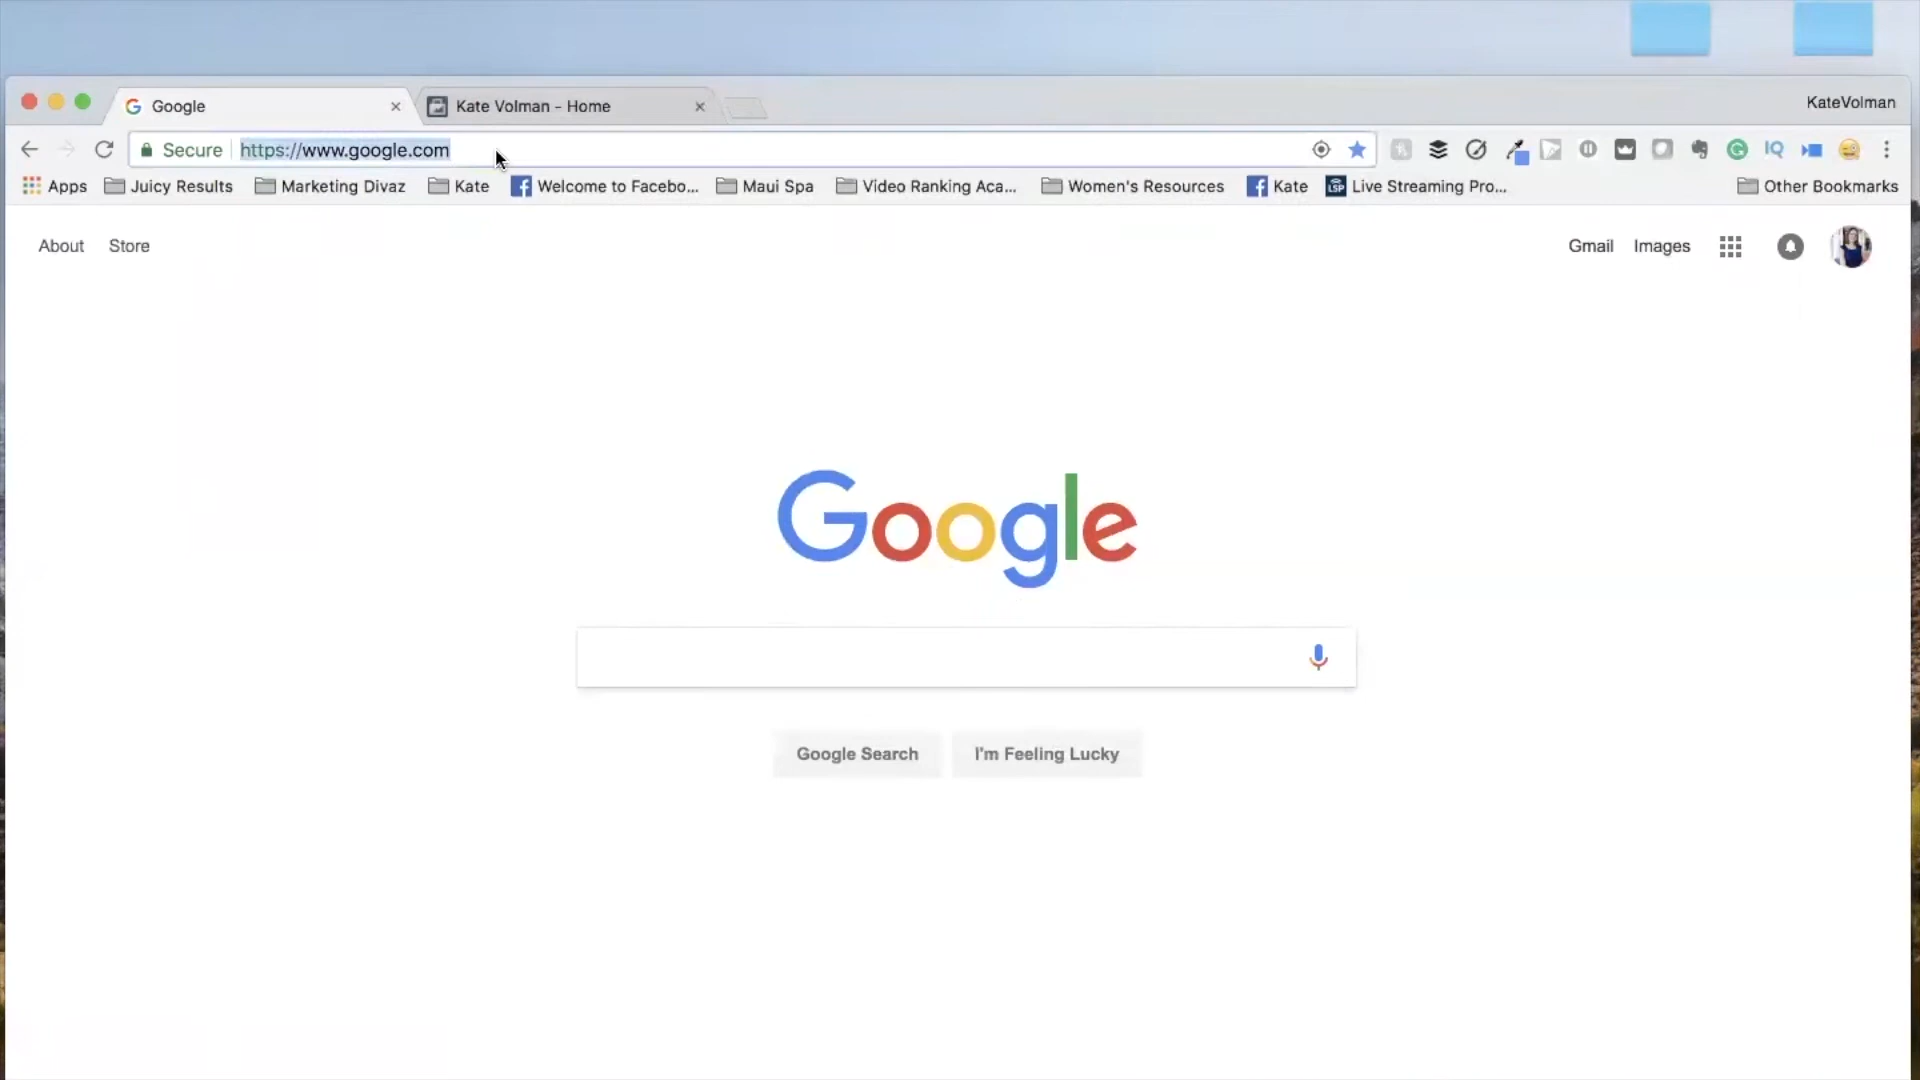 Google
Kate Volman - Home
KateVolman
Secure https://www.google.com
Apps Juicy Results Marketing Divaz Kate Welcome to Facebo... Maui Spa Video Ranking Aca... Women's Resources Kate LSP Live Streaming Pro... Other Bookmarks
About Store Gmail Images
Google
Google Search I'm Feeling Lucky